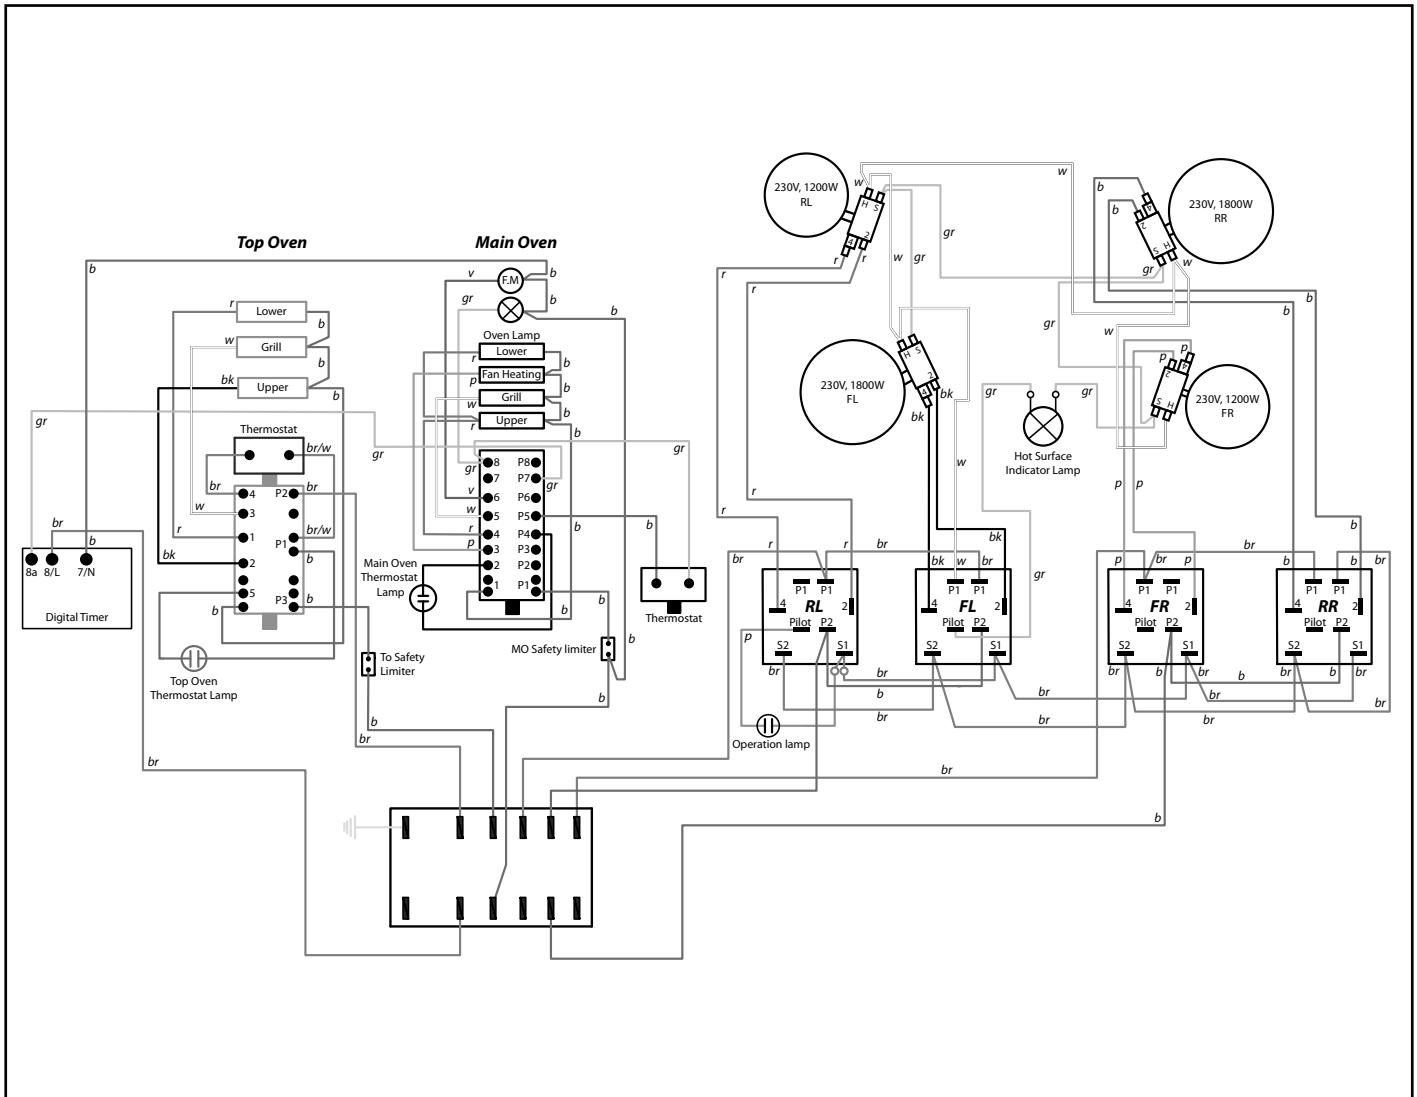 Top Oven
Main Oven
b
r
Lower
b
w
Grill
b
bk
Upper
b
gr
Thermostat
br/w
br
4
P2
br
w
3
r
1
br/w
P1
bk
2
b
5
b
P3
b
br
b
8a
8/L
7/N
Digital Timer
Top Oven
Thermostat Lamp
To Safety
Limiter
b
br
br
v
F.M
b
gr
b
b
Oven Lamp
r
Lower
b
p
Fan Heating
b
w
Grill
b
r
Upper
b
gr
gr
gr
8
P8
7
P7
gr
v
6
P6
w
5
P5
b
b
r
4
P4
p
3
P3
2
P2
1
P1
b
Main Oven
Thermostat
Lamp
Thermostat
MO Safety limiter
b
b
230V, 1200W
RL
w
H
S
4
2
r
r
r
r
w
gr
gr
w
230V, 1800W
RR
b
b
4
2
S
H
gr
w
b
b
230V, 1800W
FL
H
S
4
2
bk
bk
w
gr
gr
gr
w
p
p
2
4
S
H
230V, 1200W
FR
Hot Surface
Indicator Lamp
p
p
r
r
br
r
r
br
bk
w
br
gr
p
br
p
br
b
b
P1
P1
4
RL
2
Pilot
P2
S2
S1
P1
P1
4
FL
2
Pilot
P2
S2
S1
P1
P1
4
FR
2
Pilot
P2
S2
S1
P1
P1
4
RR
2
Pilot
P2
S2
S1
p
br
br
b
br
br
br
br
b
br
br
b
br
br
br
br
Operation lamp
br
b